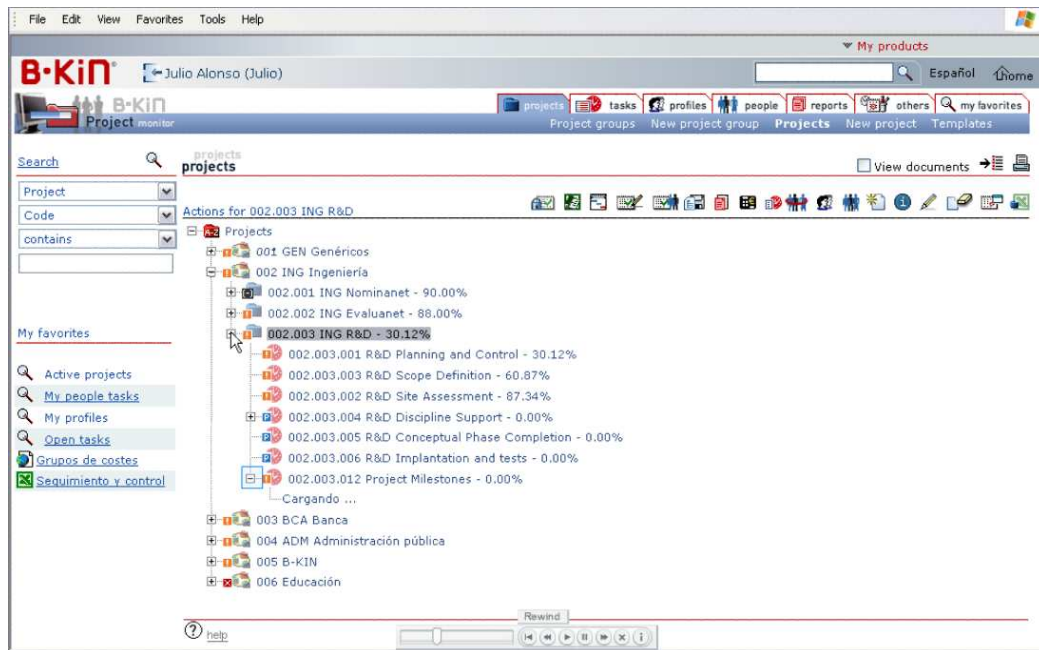 File Edit View Favorites Tools Help
My products
B·KiN Julio Alonso (Julio) Español home
B·KiN
Project monitor
projects tasks profiles people reports others my favorites
Project groups New project group Projects New project Templates
Search
projects
projects
View documents
Project
Code
contains
Actions for 002.003 ING R&D
Projects
001 GEN Genéricos
002 ING Ingeniería
002.001 ING Nominanet - 90.00%
002.002 ING Evaluanet - 88.00%
002.003 ING R&D - 30.12%
002.003.001 R&D Planning and Control - 30.12%
002.003.003 R&D Scope Definition - 60.87%
002.003.002 R&D Site Assessment - 87.34%
002.003.004 R&D Discipline Support - 0.00%
002.003.005 R&D Conceptual Phase Completion - 0.00%
002.003.006 R&D Implantation and tests - 0.00%
002.003.012 Project Milestones - 0.00%
Cargando ...
003 BCA Banca
004 ADM Administración pública
005 B-KIN
006 Educación
My favorites
Active projects
My people tasks
My profiles
Open tasks
Grupos de costes
Seguimiento y control
Rewind
help